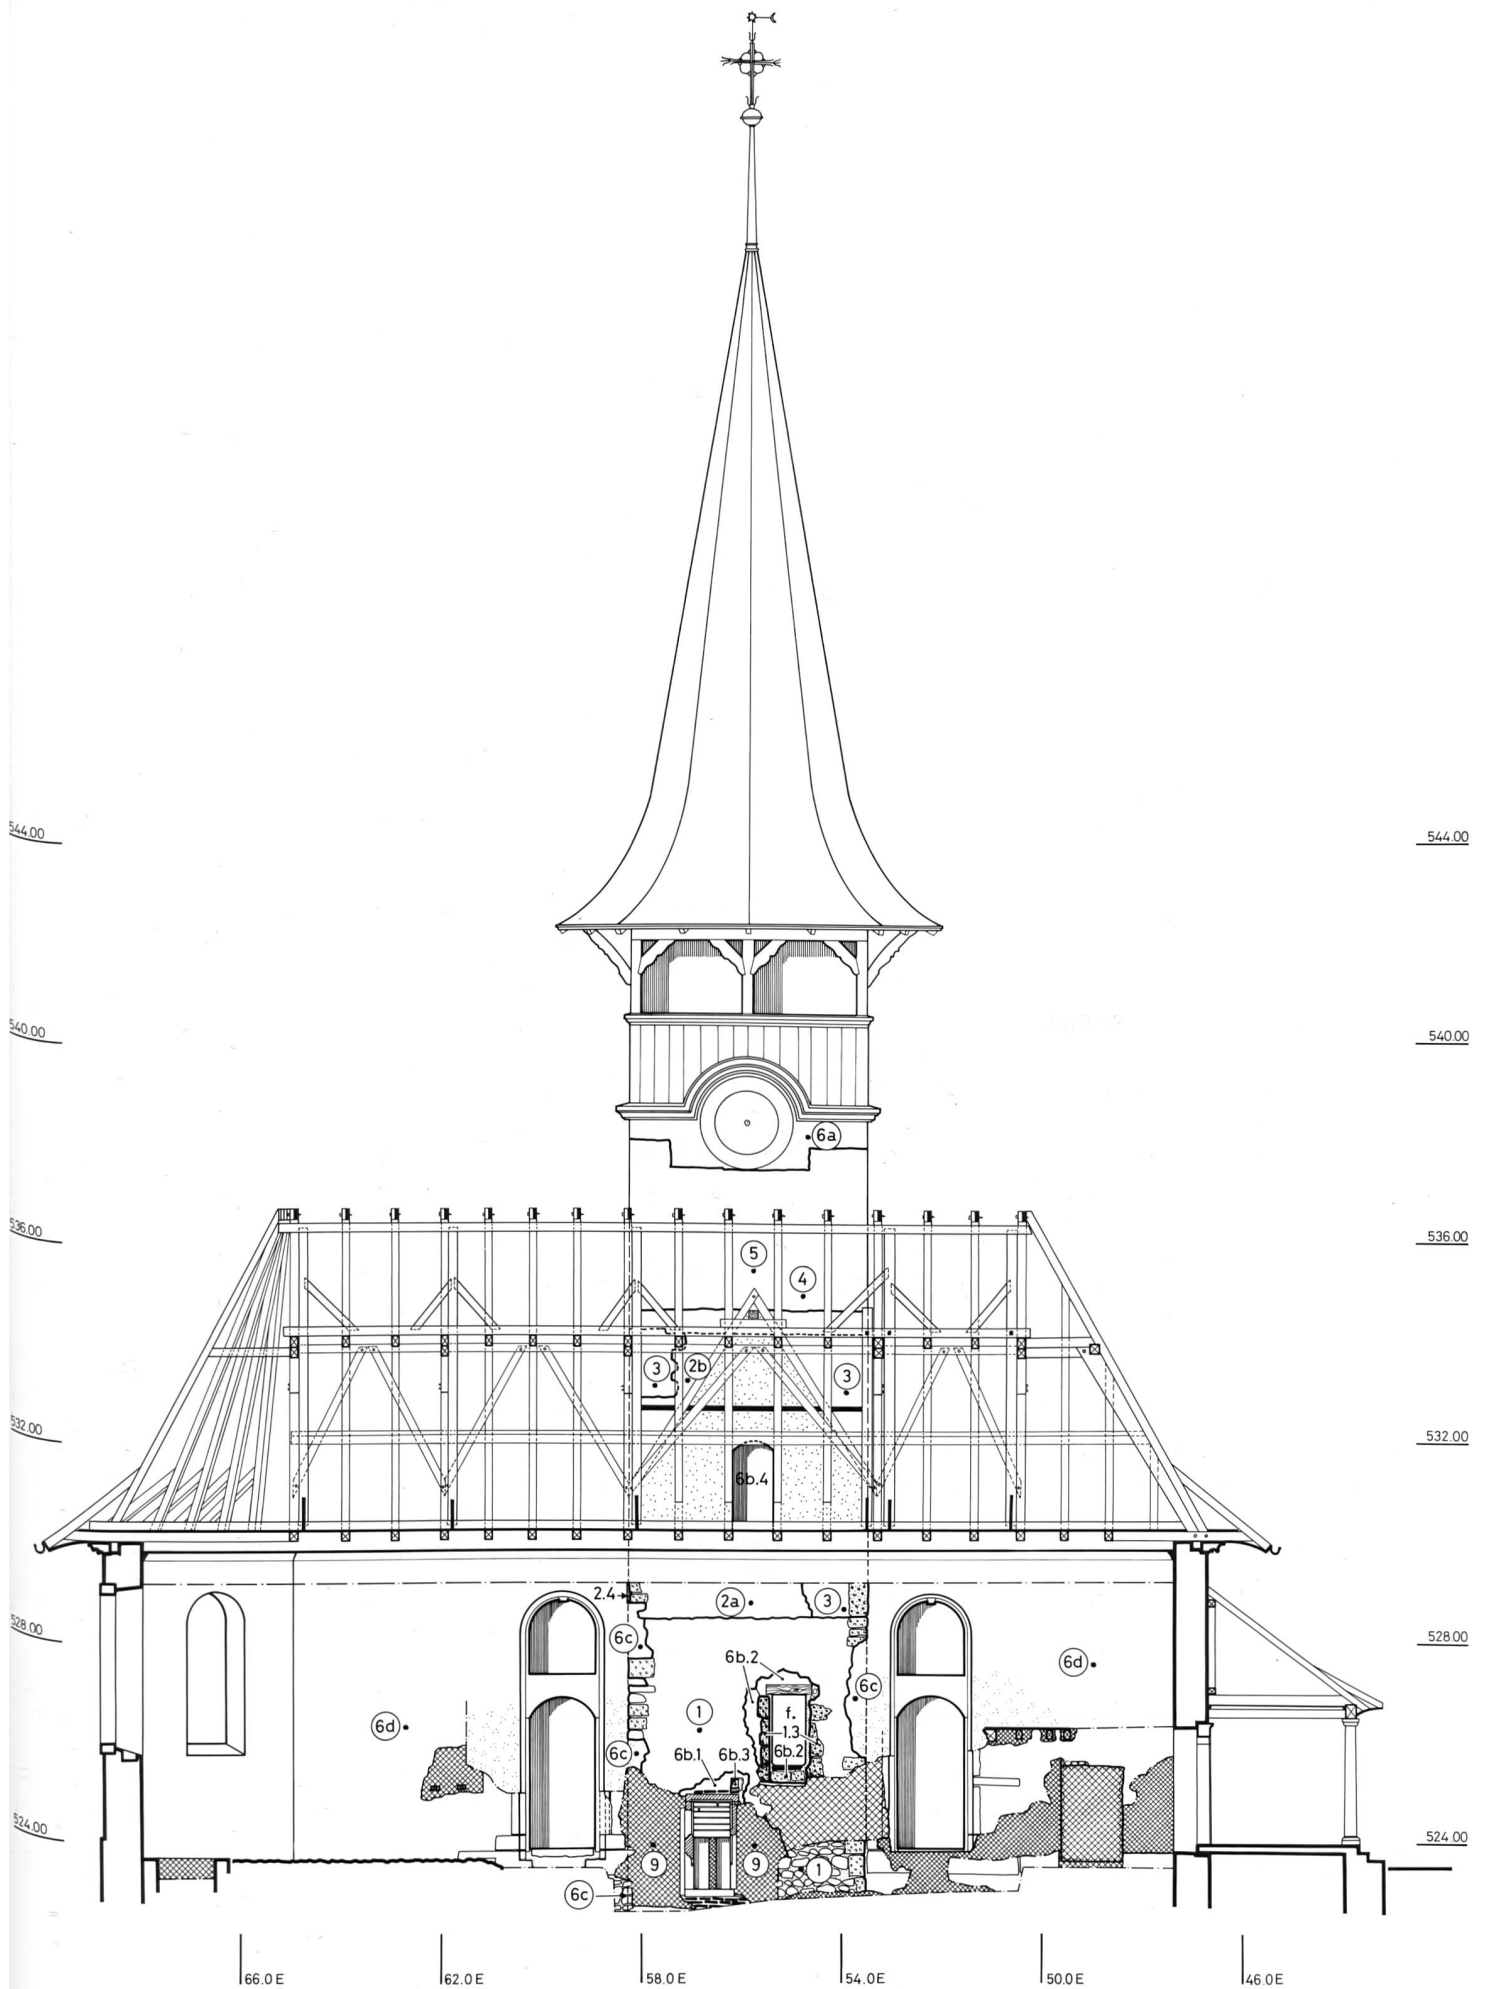 544.00 544.00
540.00 540.00
6a
536.00 536.00
5
4
3 2b 3
532.00 532.00
6b.4
2.4 2a 3
528.00 528.00
6c
6b.2 6d
6c
1 f.
6d 1.3
6c 6b.1 6b.3 6b.2
524.00 524.00
9 9 1
6c
66.0 E 62.0 E 58.0 E 54.0 E 50.0 E 46.0 E